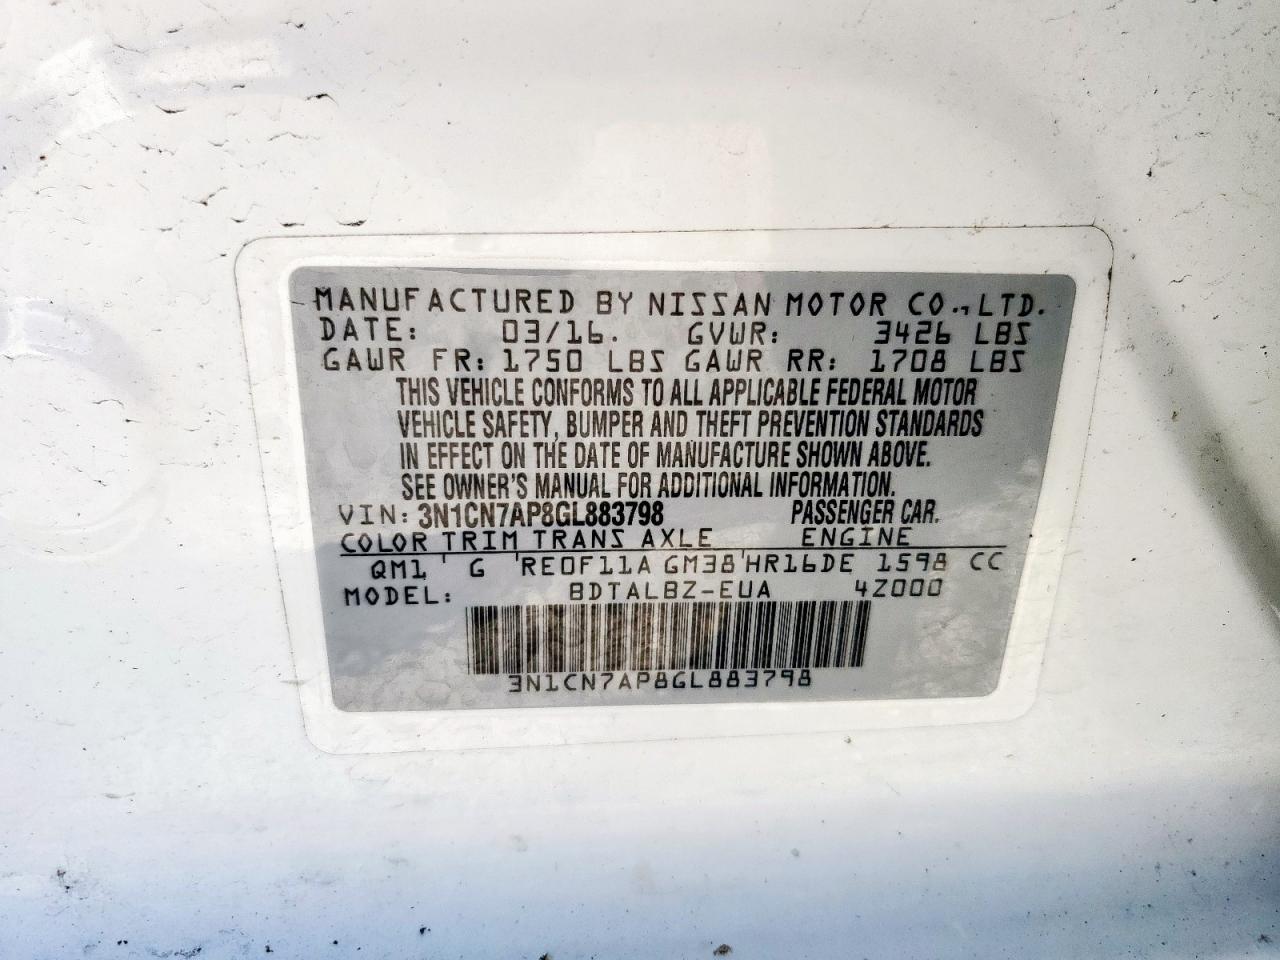 MANUFACTURED BY NISSAN MOTOR CO.,LTD.
DATE: 03/16. GVWR: 3426 LBS
GAWR FR: 1750 LBS GAWR RR: 1708 LBS
THIS VEHICLE CONFORMS TO ALL APPLICABLE FEDERAL MOTOR
VEHICLE SAFETY, BUMPER AND THEFT PREVENTION STANDARDS
IN EFFECT ON THE DATE OF MANUFACTURE SHOWN ABOVE.
SEE OWNER'S MANUAL FOR ADDITIONAL INFORMATION.
VIN: 3N1CN7AP8GL883798 PASSENGER CAR.
COLOR TRIM TRANS AXLE ENGINE
QM1 G RE0F11A GM38 HR16DE 1598 CC
MODEL: BDTALBZ-EUA 4Z000
3N1CN7AP8GL883798